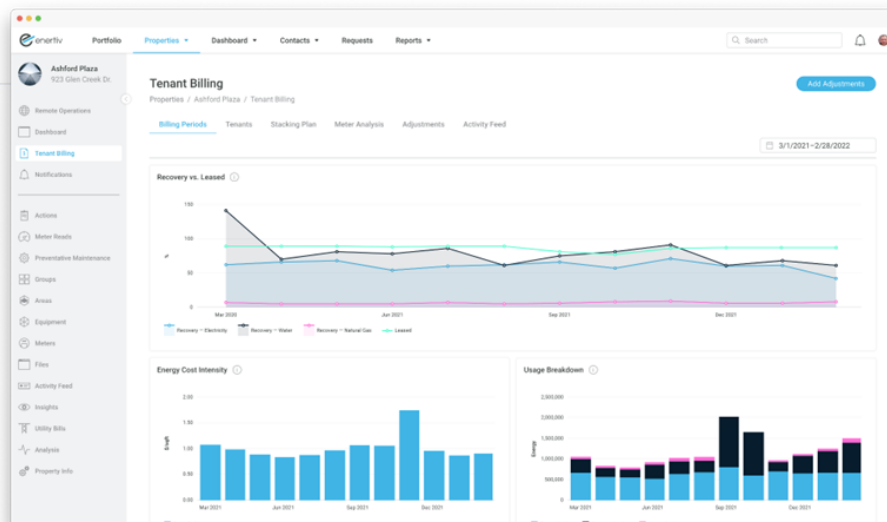 enertiv Portfolio Properties Dashboard Contacts Requests Reports Search
Ashford Plaza
923 Glen Creek Dr.
Remote Operations
Dashboard
Tenant Billing
Notifications
Actions
Meter Reads
Preventative Maintenance
Groups
Areas
Equipment
Meters
Files
Activity Feed
Insights
Utility Bills
Analysis
Property Info
Tenant Billing
Add Adjustments
Properties / Ashford Plaza / Tenant Billing
Billing Periods Tenants Stacking Plan Meter Analysis Adjustments Activity Feed
3/1/2021–2/28/2022
Recovery vs. Leased
150
100
50
0
%
Mar 2020 Jun 2021 Sep 2021 Dec 2021
Recovery – Electricity Recovery – Water Recovery – Natural Gas Leased
Energy Cost Intensity
2.00
1.50
1.00
0.50
0.00
$/sqft
Mar 2021 Jun 2021 Sep 2021 Dec 2021
Usage Breakdown
2,500,000
2,000,000
1,500,000
1,000,000
500,000
0
Energy
Mar 2021 Jun 2021 Sep 2021 Dec 2021